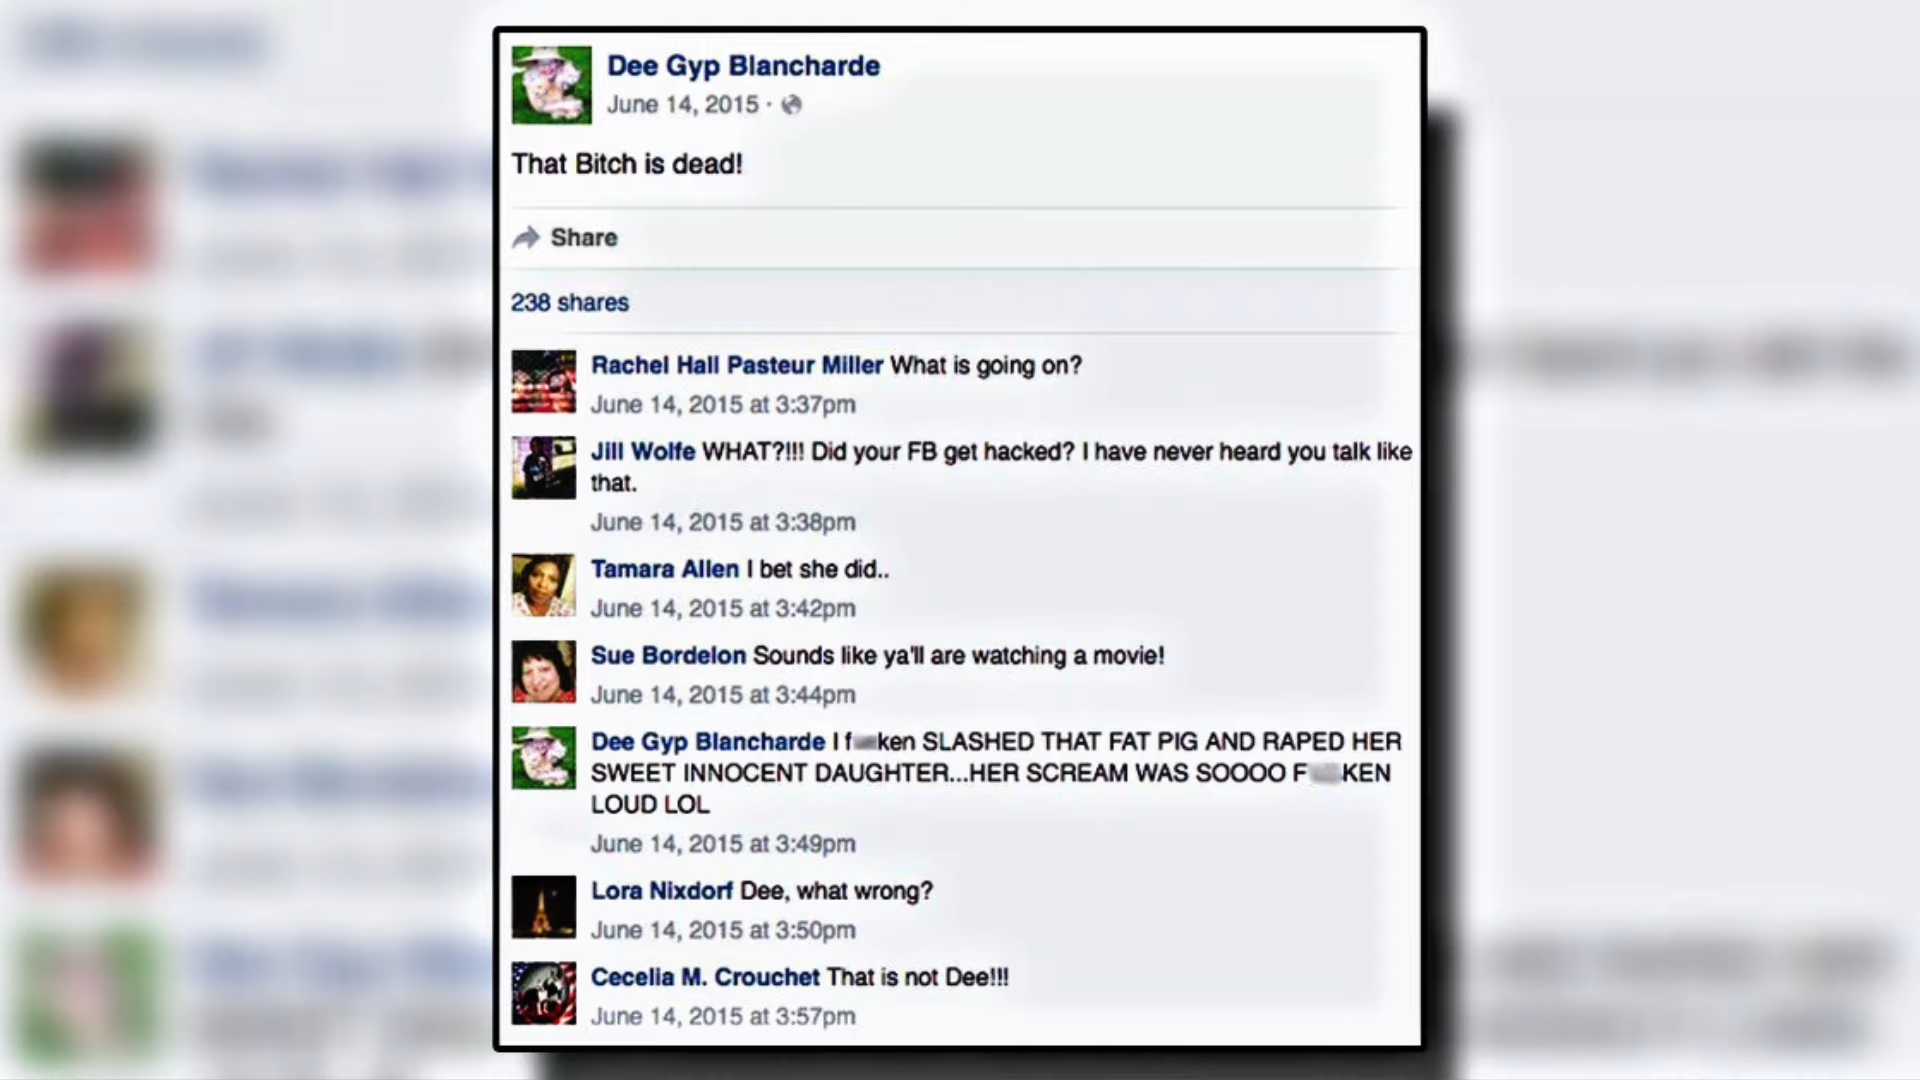 Dee Gyp Blancharde
June 14, 2015 ·
That Bitch is dead!
Share
238 shares
Rachel Hall Pasteur Miller What is going on?
June 14, 2015 at 3:37pm
Jill Wolfe WHAT?!!! Did your FB get hacked? I have never heard you talk like
that.
June 14, 2015 at 3:38pm
Tamara Allen I bet she did..
June 14, 2015 at 3:42pm
Sue Bordelon Sounds like ya'll are watching a movie!
June 14, 2015 at 3:44pm
Dee Gyp Blancharde I f ken SLASHED THAT FAT PIG AND RAPED HER
SWEET INNOCENT DAUGHTER...HER SCREAM WAS SOOOO F KEN
LOUD LOL
June 14, 2015 at 3:49pm
Lora Nixdorf Dee, what wrong?
June 14, 2015 at 3:50pm
Cecelia M. Crouchet That is not Dee!!!
June 14, 2015 at 3:57pm